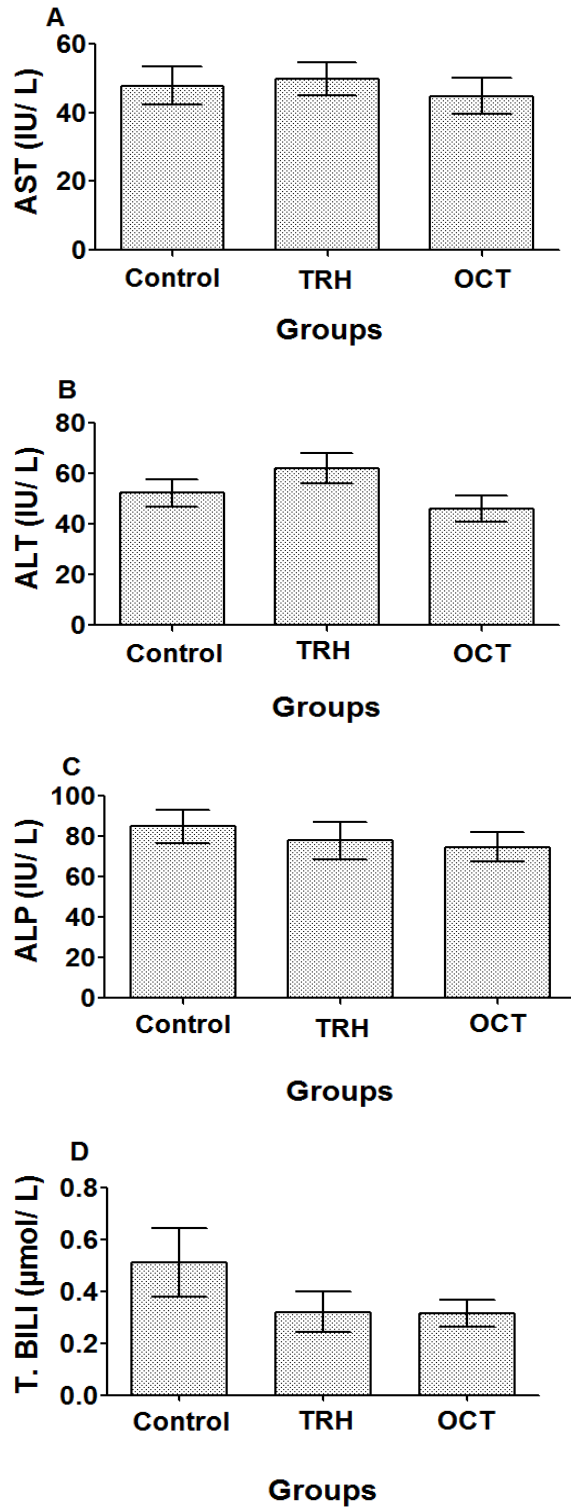 A
AST (IU/ L)
60
40
20
0
Control TRH OCT
Groups
B
ALT (IU/ L)
80
60
40
20
0
Control TRH OCT
Groups
C
ALP (IU/ L)
100
80
60
40
20
0
Control TRH OCT
Groups
D
T. BILI (µmol/ L)
0.8
0.6
0.4
0.2
0.0
Control TRH OCT
Groups